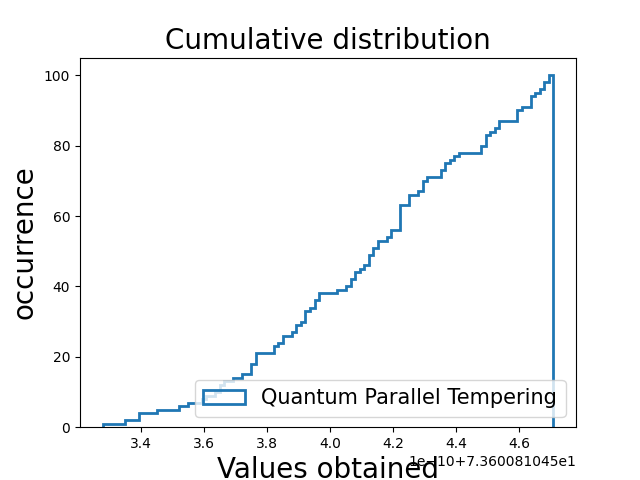 Cumulative distribution
100
80
60
40
20
0
occurrence
Quantum Parallel Tempering
3.4 3.6 3.8 4.0 4.2 4.4 4.6
1e−10+7.360081045e1
Values obtained